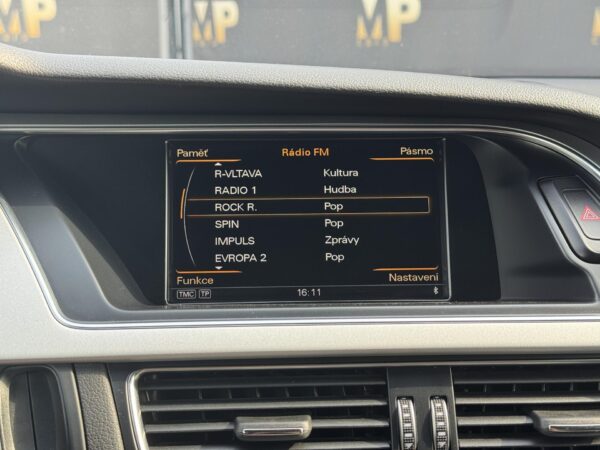 MP
MP
Paměť Rádio FM Pásmo
R-VLTAVA Kultura
RADIO 1 Hudba
ROCK R. Pop
SPIN Pop
IMPULS Zprávy
EVROPA 2 Pop
Funkce Nastavení
TMC TP 16:11